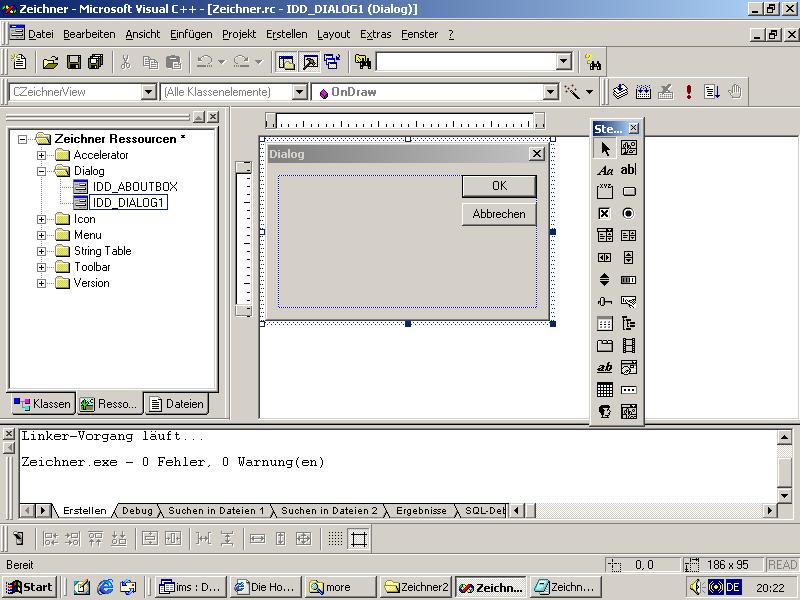 Zeichner - Microsoft Visual C++ - [Zeichner.rc - IDD_DIALOG1 (Dialog)]
Datei Bearbeiten Ansicht Einfügen Projekt Erstellen Layout Extras Fenster ?
CZeichnerView (Alle Klassenelemente) OnDraw
Ste...
Zeichner Ressourcen *
Accelerator
Dialog
IDD_ABOUTBOX
IDD_DIALOG1
Icon
Menu
String Table
Toolbar
Version
Klassen Resso... Dateien
Dialog
OK
Abbrechen
Aa ab|
XYZ
ab
Linker-Vorgang läuft...
Zeichner.exe - 0 Fehler, 0 Warnung(en)
Erstellen Debug Suchen in Dateien 1 Suchen in Dateien 2 Ergebnisse SQL-Del
Bereit 0, 0 186 x 95 READ
Start ims : D... Die Ho... more Zeichner2 Zeichn... Zeichn... DE 20:22